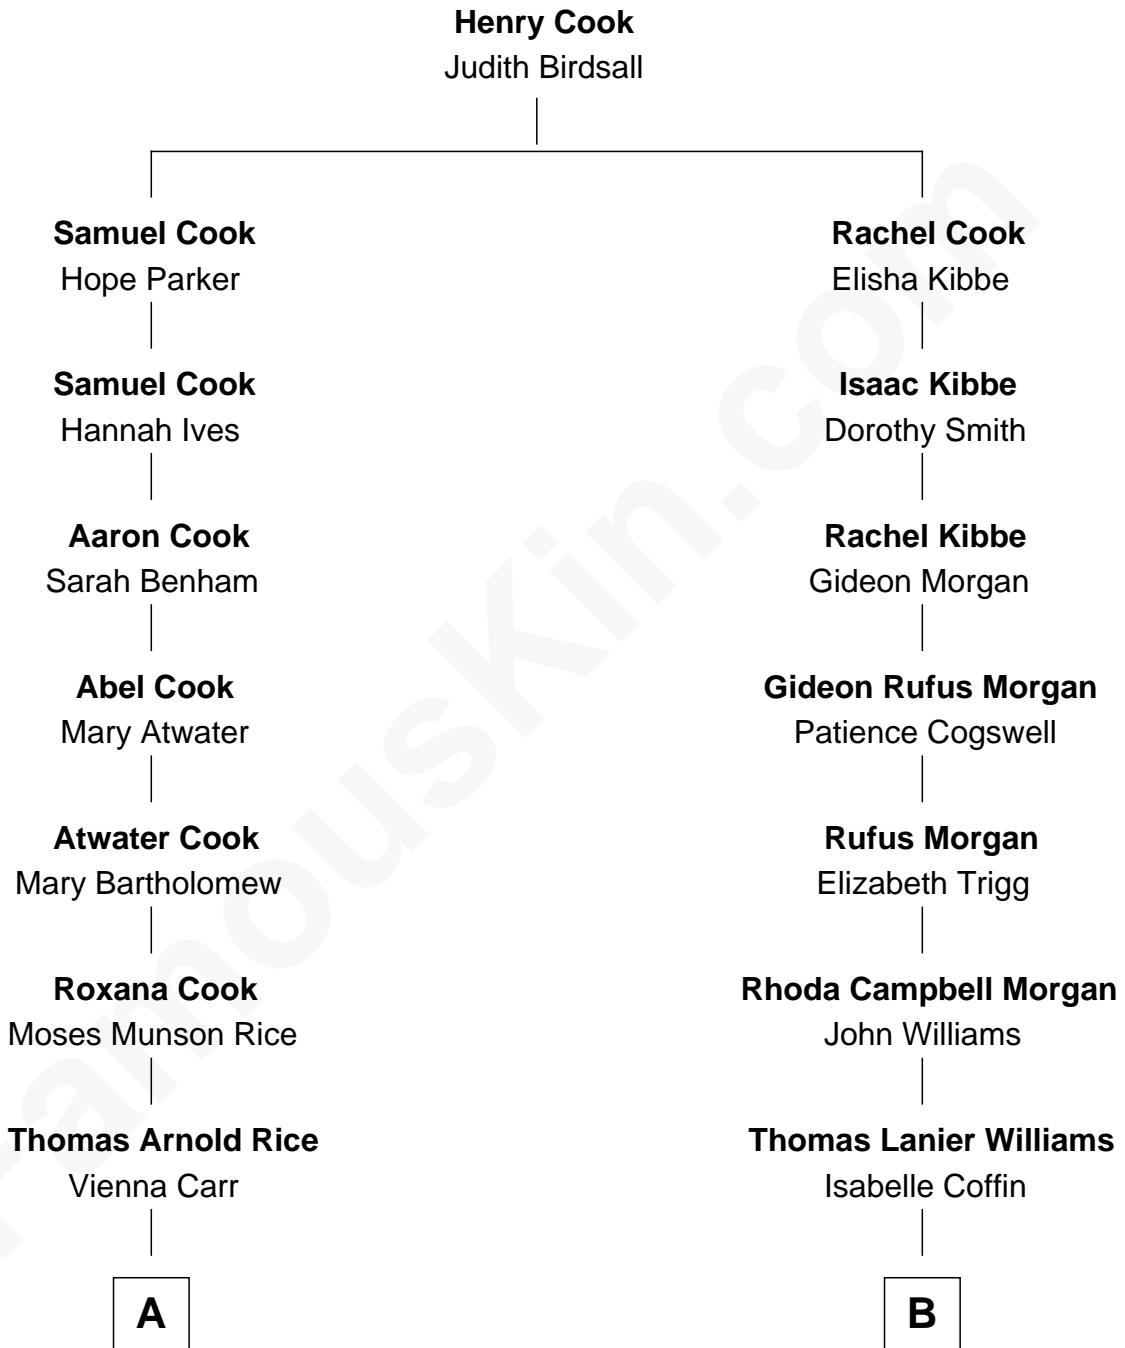 Henry Cook
Judith Birdsall
Samuel Cook
Hope Parker
Rachel Cook
Elisha Kibbe
Samuel Cook
Hannah Ives
Isaac Kibbe
Dorothy Smith
Aaron Cook
Sarah Benham
Rachel Kibbe
Gideon Morgan
Abel Cook
Mary Atwater
Gideon Rufus Morgan
Patience Cogswell
Atwater Cook
Mary Bartholomew
Rufus Morgan
Elizabeth Trigg
Roxana Cook
Moses Munson Rice
Rhoda Campbell Morgan
John Williams
Thomas Arnold Rice
Vienna Carr
Thomas Lanier Williams
Isabelle Coffin
A
B
FamousKin.com